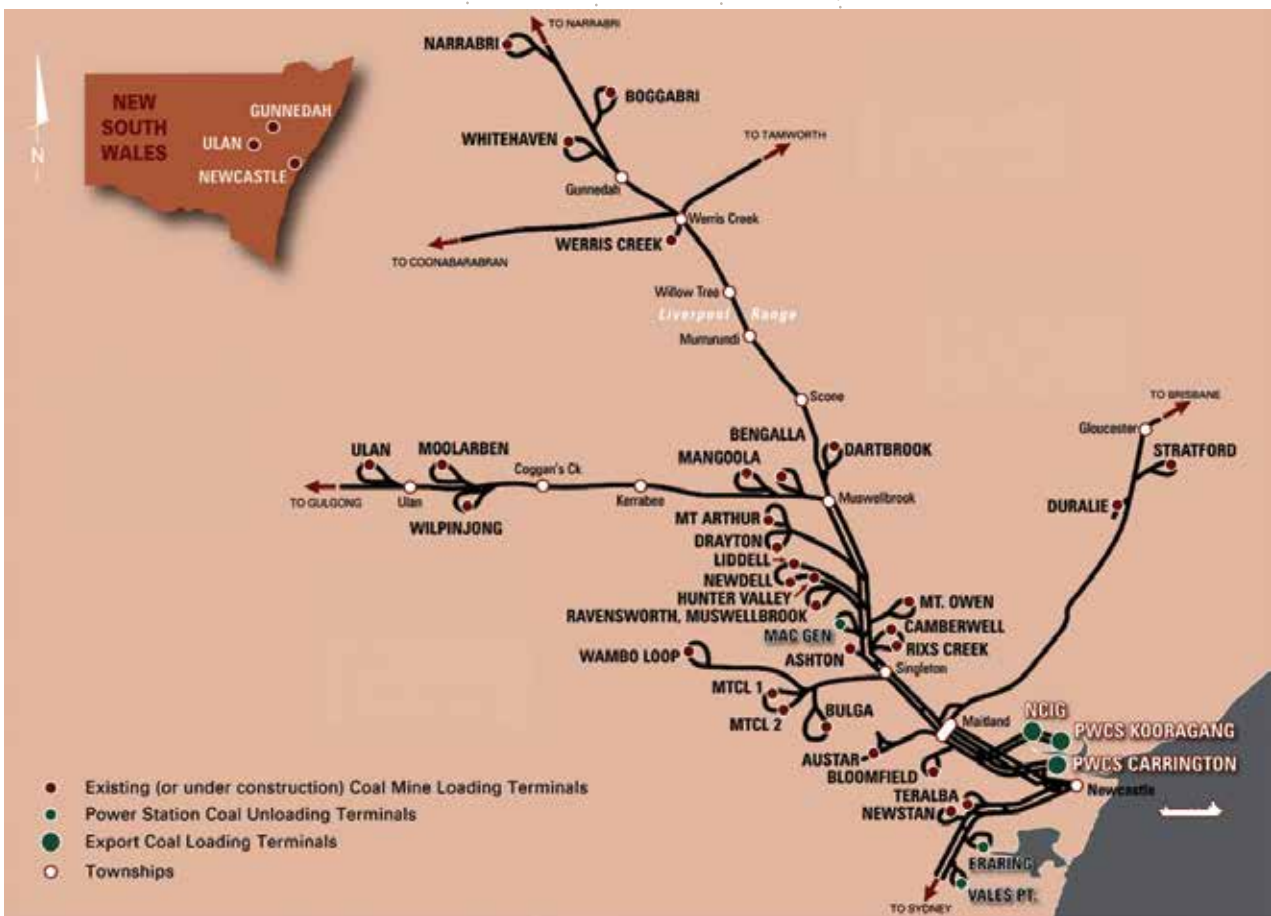 TO NARRABRI
NARRABRI
BOGGABRI
NEW
SOUTH
WALES
GUNNEDAH
ULAN
NEWCASTLE
N
WHITEHAVEN
TO TAMWORTH
Gunnedah
Werris Creek
WERRIS CREEK
TO COONABARABRAN
Willow Tree
Liverpool Range
Murrurundi
Scone
TO BRISBANE
Gloucester
STRATFORD
DURALIE
BENGALLA
DARTBROOK
MANGOOLA
ULAN
MOOLARBEN
Coggan's Ck
TO GULGONG
Ulan
Kerrabee
Muswellbrook
WILPINJONG
MT ARTHUR
DRAYTON
LIDDELL
NEWDELL
HUNTER VALLEY
RAVENSWORTH, MUSWELLBROOK
MT. OWEN
CAMBERWELL
MAC GEN
RIXS CREEK
ASHTON
WAMBO LOOP
Singleton
MTCL 1
MTCL 2
BULGA
Maitland
NCIG
PWCS KOORAGANG
AUSTAR
PWCS CARRINGTON
BLOOMFIELD
Newcastle
TERALBA
NEWSTAN
ERARING
VALES PT.
TO SYDNEY
Existing (or under construction) Coal Mine Loading Terminals
Power Station Coal Unloading Terminals
Export Coal Loading Terminals
Townships